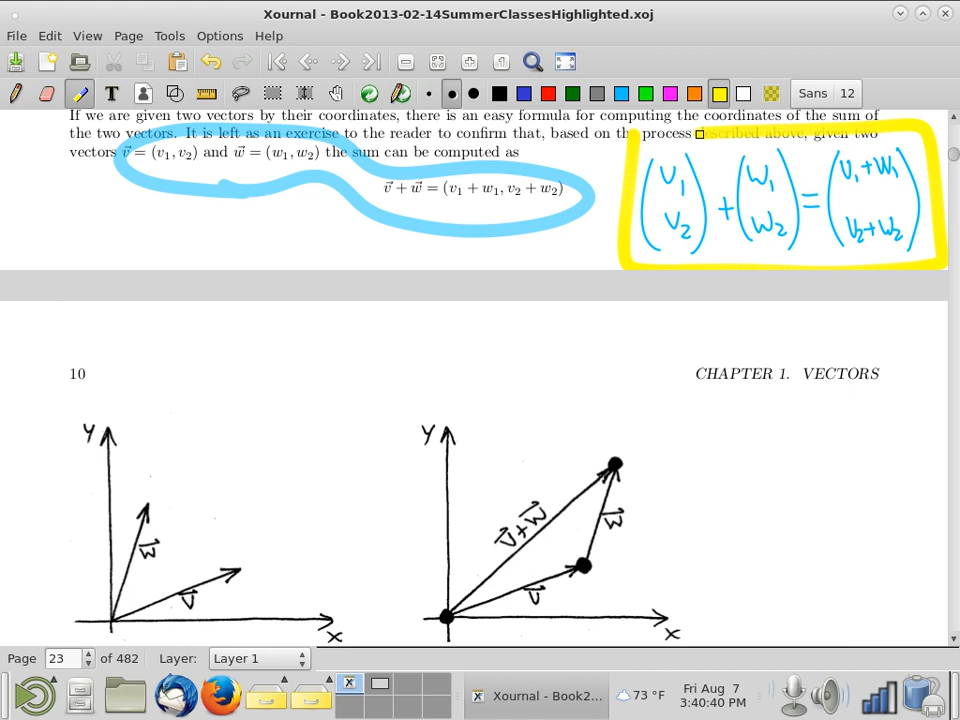 Xournal - Book2013-02-14SummerClassesHighlighted.xoj
File Edit View Page Tools Options Help
Sans 12
If we are given two vectors by their coordinates, there is an easy formula for computing the coordinates of the sum of
the two vectors. It is left as an exercise to the reader to confirm that, based on the process described above, given two
vectors v⃗ = (v₁, v₂) and w⃗ = (w₁, w₂) the sum can be computed as
v⃗ + w⃗ = (v₁ + w₁, v₂ + w₂)
(V₁ V₂) + (W₁ W₂) = (V₁+W₁ V₂+W₂)
10 CHAPTER 1. VECTORS
Y
w⃗
v⃗
X
Y
v⃗+w⃗
w⃗
v⃗
X
Page 23 of 482 Layer: Layer 1
Xournal - Book2... 73 °F Fri Aug 7
3:40:40 PM